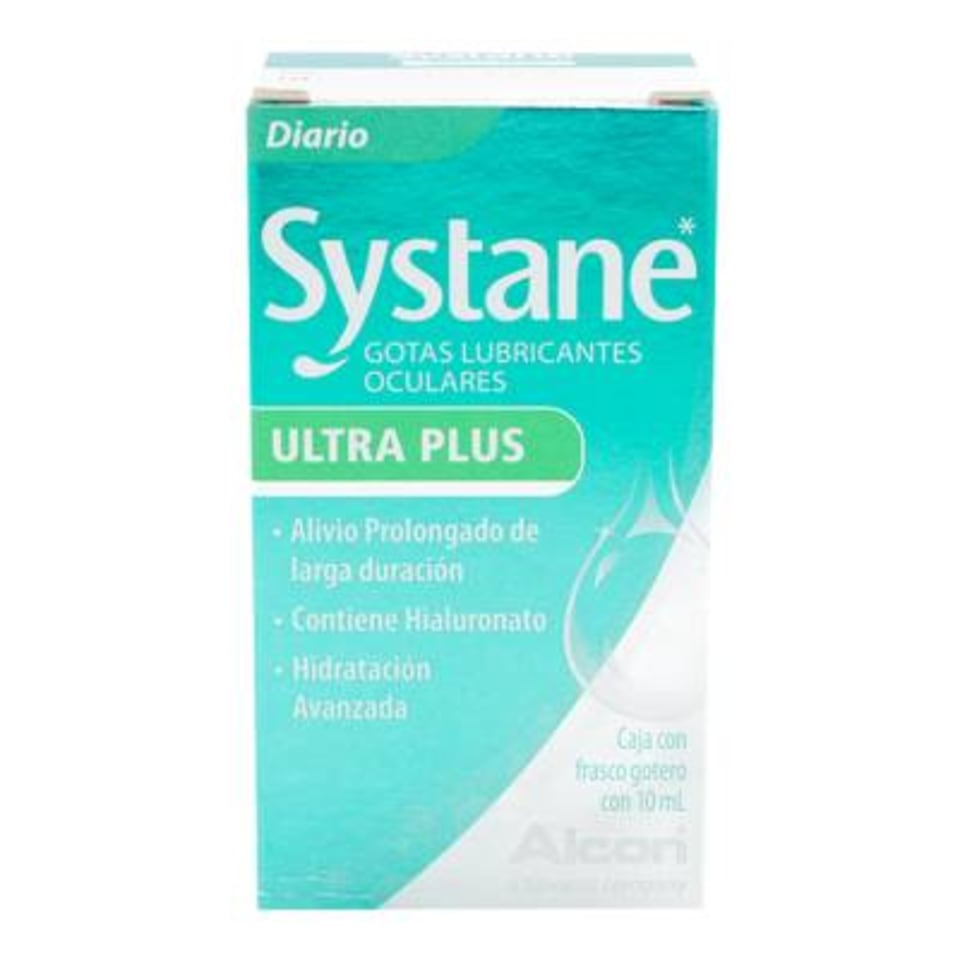 Diario
Systane*
GOTAS LUBRICANTES
OCULARES
ULTRA PLUS
• Alivio Prolongado de
larga duración
• Contiene Hialuronato
• Hidratación
Avanzada
Caja con
frasco gotero
con 10 mL
Alcon